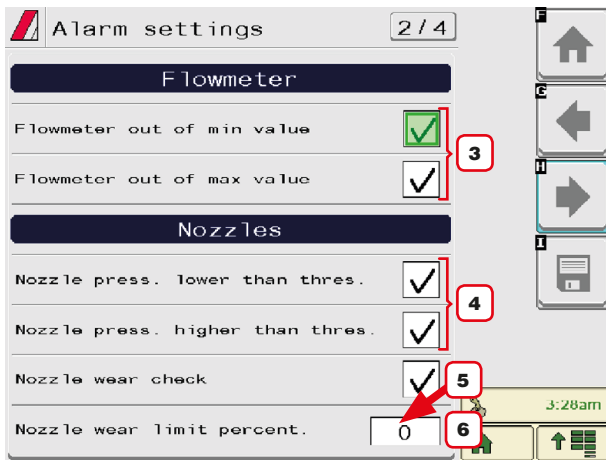 Alarm settings 2/4
Flowmeter
Flowmeter out of min value
Flowmeter out of max value
3
Nozzles
Nozzle press. lower than thres.
Nozzle press. higher than thres.
4
Nozzle wear check
5
Nozzle wear limit percent. 0
6
F
G
H
I
3:28am